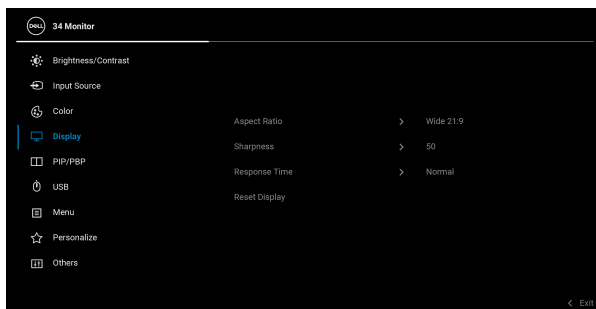 DELL 34 Monitor
Brightness/Contrast
Input Source
Color
Aspect Ratio > Wide 21:9
Display
Sharpness > 50
PIP/PBP
Response Time > Normal
USB
Reset Display
Menu
Personalize
Others
< Exit